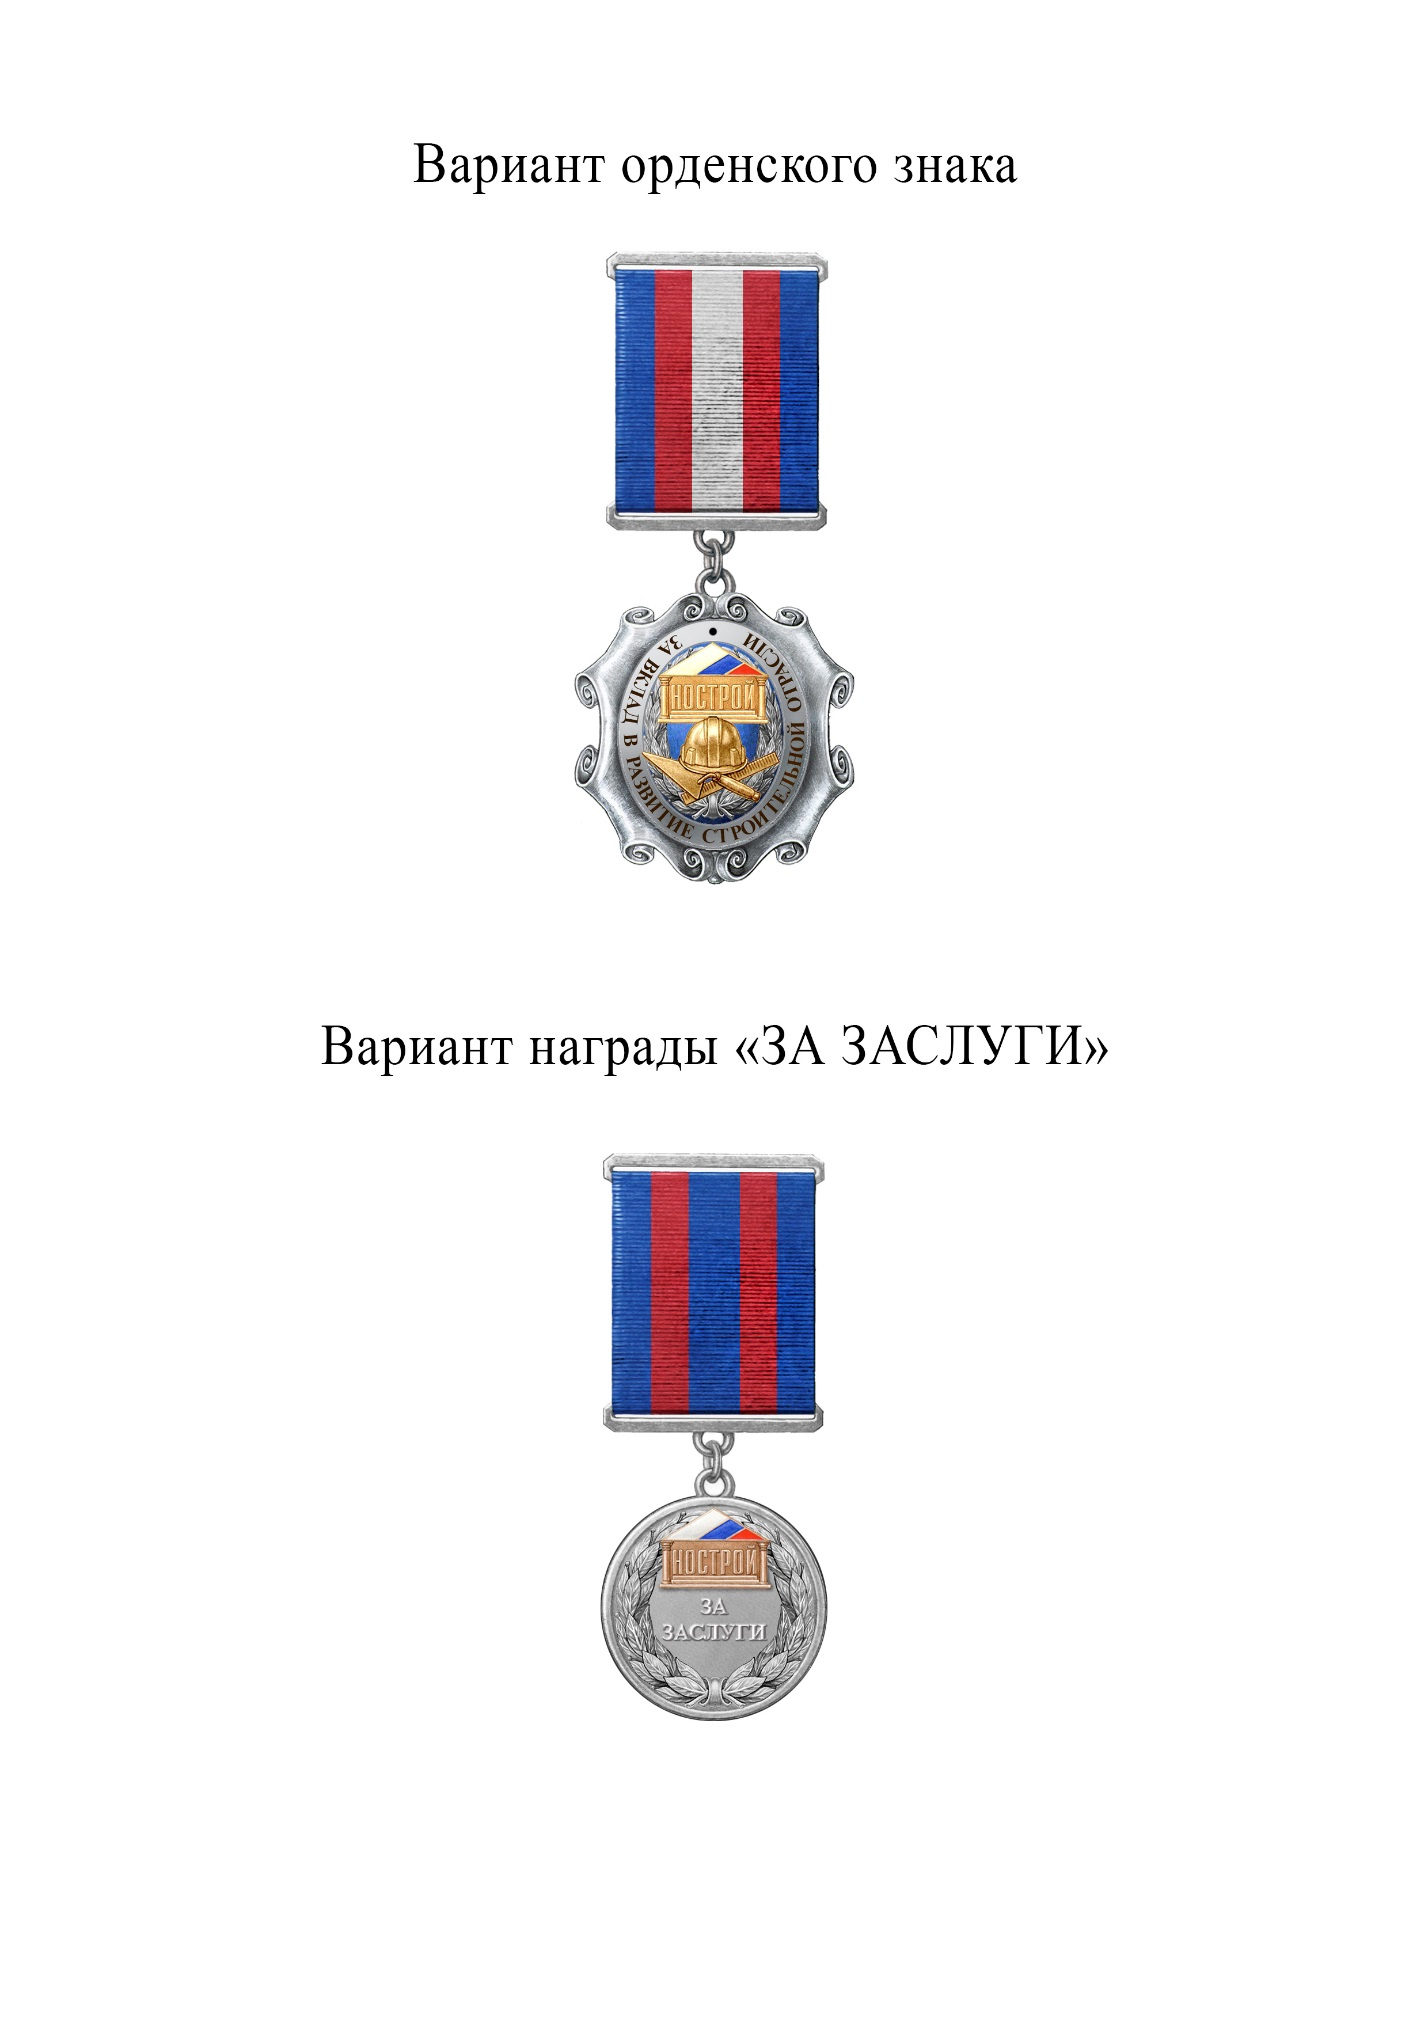 Вариант орденского знака
ЗА ВКЛАД В РАЗВИТИЕ СТРОИТЕЛЬНОЙ ОТРАСЛИ •
НОСТРОЙ
Вариант награды «ЗА ЗАСЛУГИ»
НОСТРОЙ
ЗА
ЗАСЛУГИ